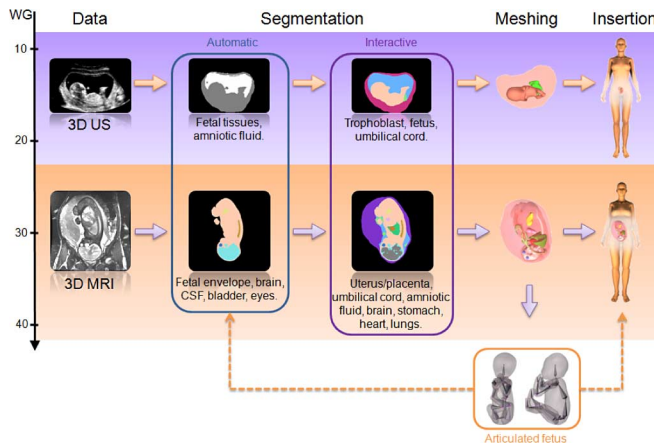 WG
Data
Segmentation
Meshing
Insertion
10
Automatic
Interactive
3D US
Fetal tissues,
amniotic fluid.
Trophoblast, fetus,
umbilical cord.
20
30
3D MRI
Fetal envelope, brain,
CSF, bladder, eyes.
Uterus/placenta,
umbilical cord, amniotic
fluid, brain, stomach,
heart, lungs.
40
Articulated fetus